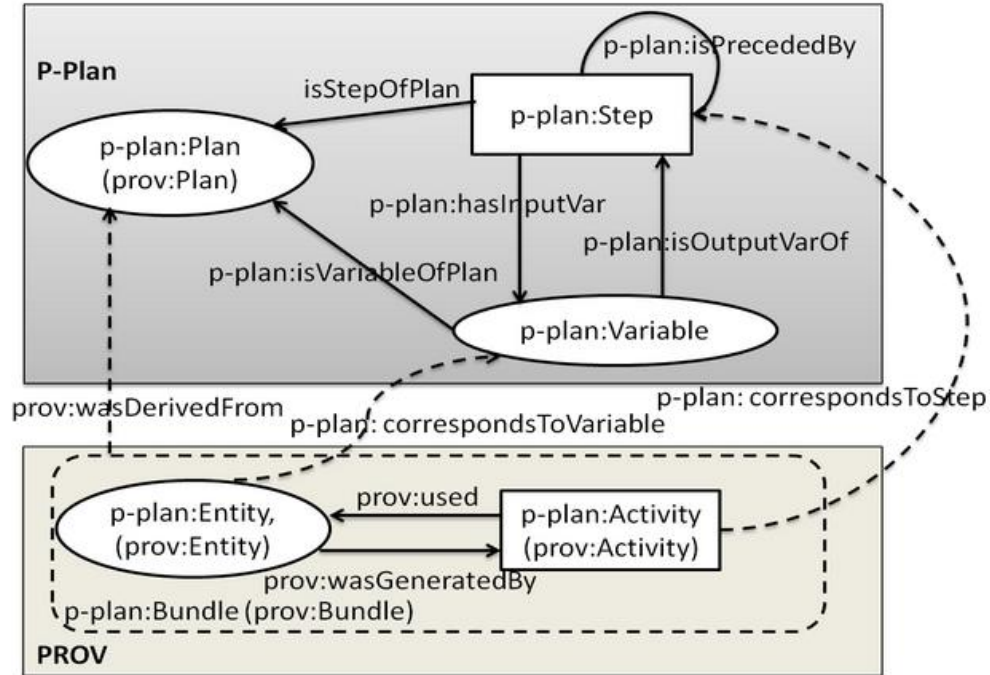 p-plan:isPrecededBy
P-Plan
isStepOfPlan
p-plan:Step
p-plan:Plan
(prov:Plan)
p-plan:hasInputVar
p-plan:isOutputVarOf
p-plan:isVariableOfPlan
p-plan:Variable
prov:wasDerivedFrom
p-plan: correspondsToStep
p-plan: correspondsToVariable
p-plan:Entity,
(prov:Entity)
prov:used
p-plan:Activity
(prov:Activity)
prov:wasGeneratedBy
p-plan:Bundle (prov:Bundle)
PROV